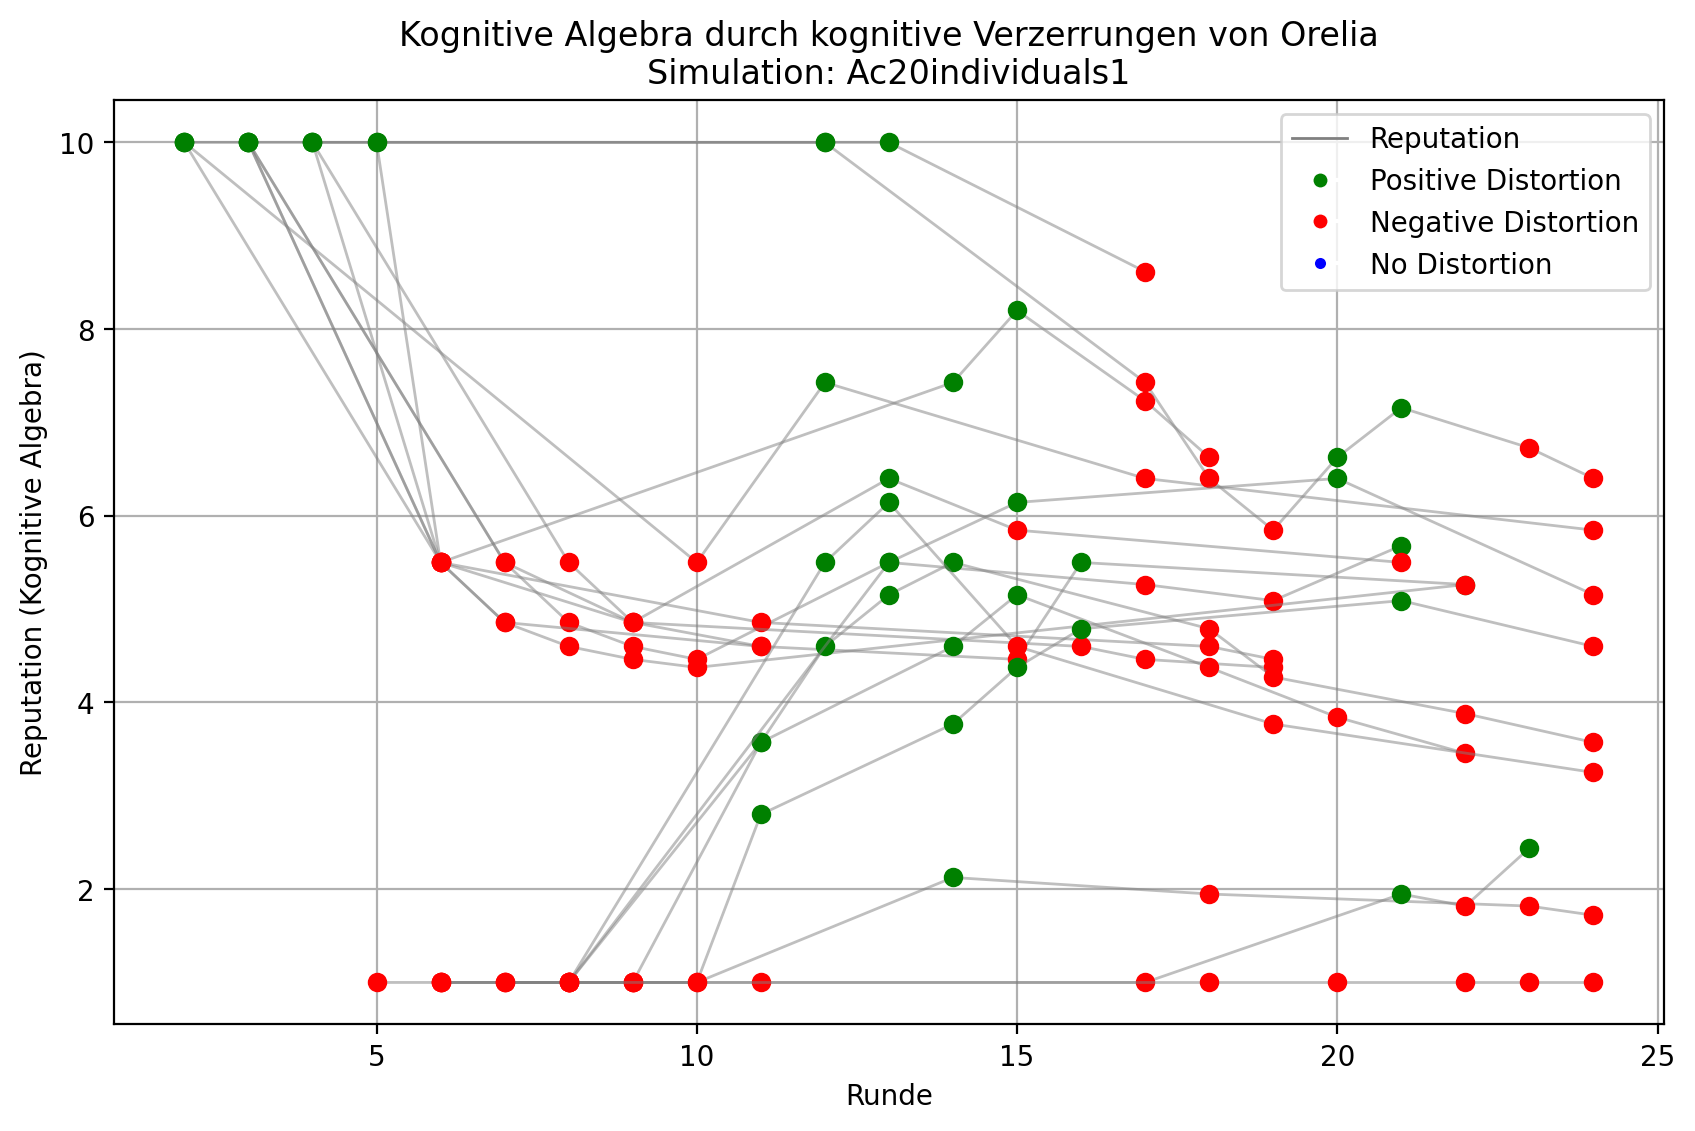 Kognitive Algebra durch kognitive Verzerrungen von Orelia
Simulation: Ac20individuals1
Reputation (Kognitive Algebra)
10
8
6
4
2
Reputation
Positive Distortion
Negative Distortion
No Distortion
5
10
15
20
25
Runde